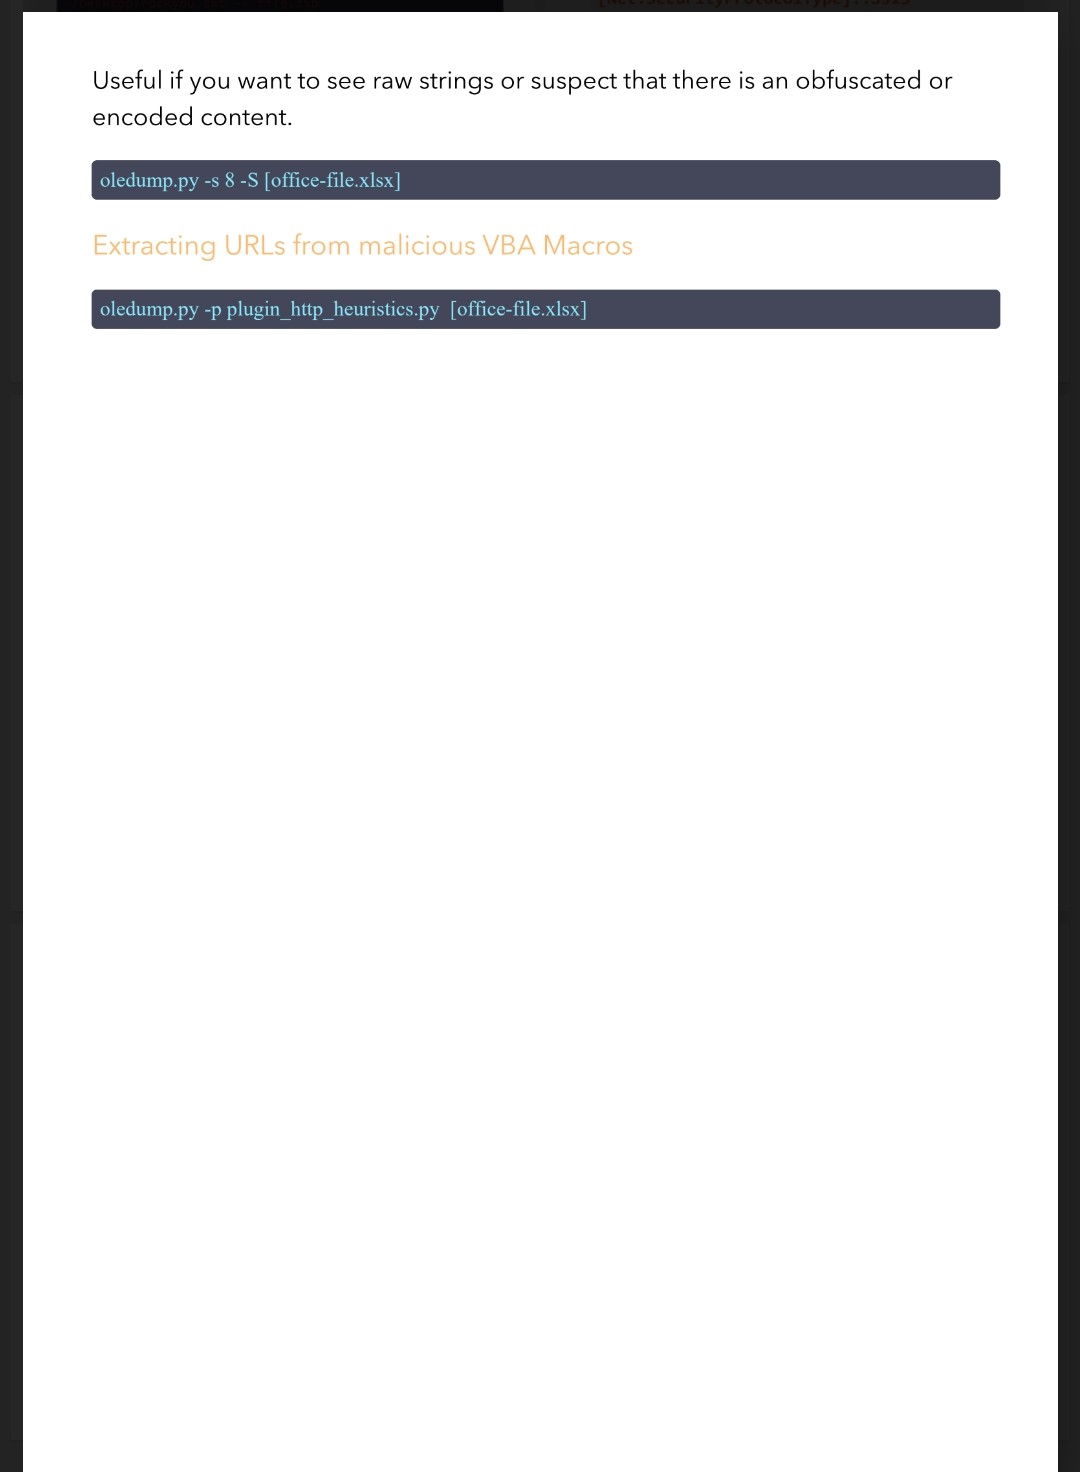 Useful if you want to see raw strings or suspect that there is an obfuscated or
encoded content.
oledump.py -s 8 -S [office-file.xlsx]
Extracting URLs from malicious VBA Macros
oledump.py -p plugin_http_heuristics.py  [office-file.xlsx]